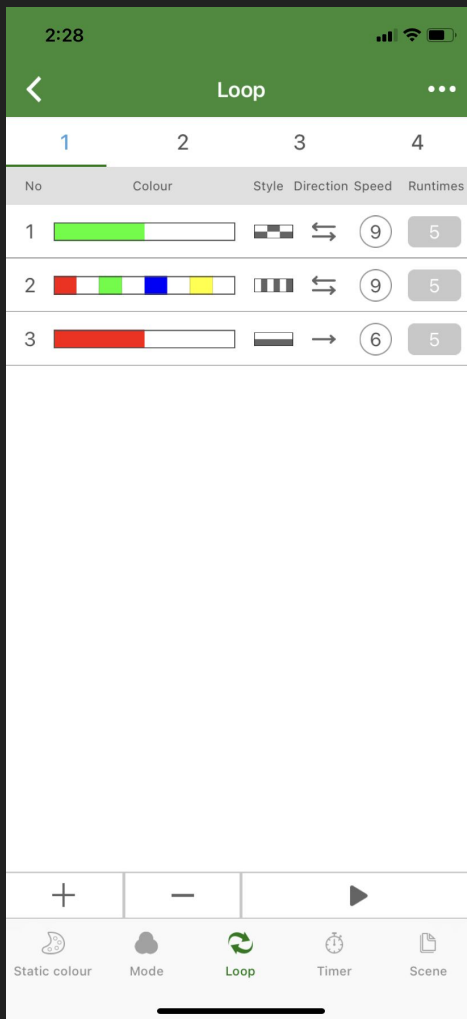 2:28
Loop
1 2 3 4
No Colour Style Direction Speed Runtimes
1 9 5
2 9 5
3 6 5
Static colour Mode Loop Timer Scene